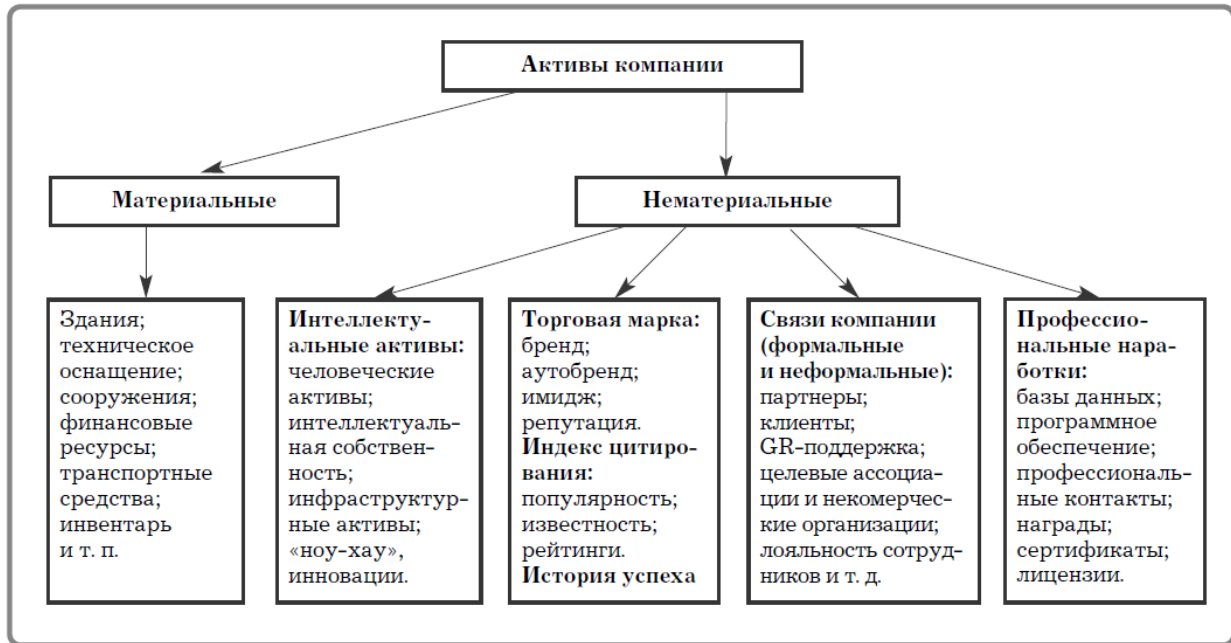 Активы компании
Материальные
Нематериальные
Здания;
техническое
оснащение;
сооружения;
финансовые
ресурсы;
транспортные
средства;
инвентарь
и т. п.
Интеллекту-
альные активы:
человеческие
активы;
интеллектуаль-
ная собствен-
ность;
инфраструктур-
ные активы;
«ноу-хау»,
инновации.
Торговая марка:
бренд;
аутобренд;
имидж;
репутация.
Индекс цитиро-
вания:
популярность;
известность;
рейтинги.
История успеха
Связи компании
(формальные
и неформальные):
партнеры;
клиенты;
GR-поддержка;
целевые ассоциа-
ции и некомерчес-
кие организации;
лояльность сотруд-
ников и т. д.
Профессио-
нальные нара-
ботки:
базы данных;
программное
обеспечение;
профессиональ-
ные контакты;
награды;
сертификаты;
лицензии.